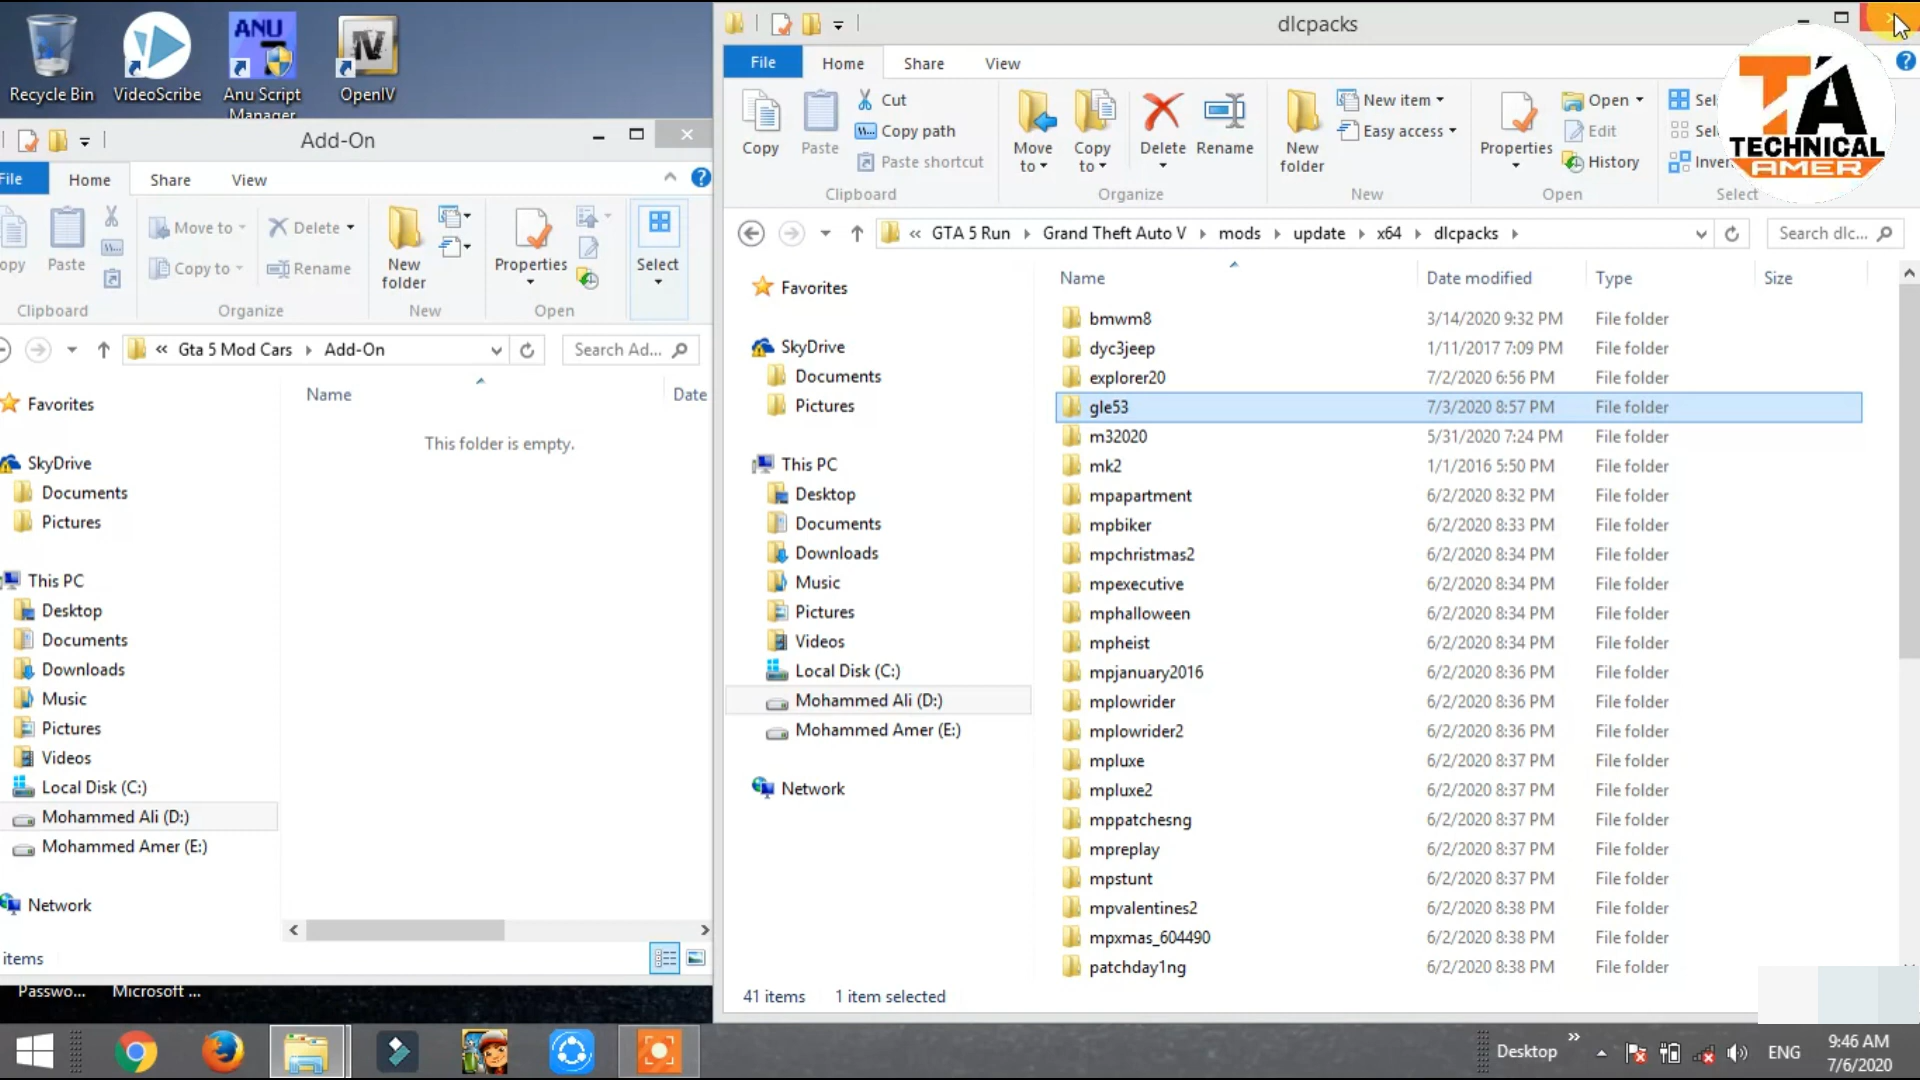 Recycle Bin
VideoScribe
Anu Script
Manager
OpenIV
ANU
IV
Add-On
File
Home
Share
View
Copy
Paste
Move to
Copy to
Delete
Rename
New
folder
Properties
Select
Clipboard
Organize
New
Open
« Gta 5 Mod Cars Add-On
Search Ad...
Favorites
SkyDrive
Documents
Pictures
This PC
Desktop
Documents
Downloads
Music
Pictures
Videos
Local Disk (C:)
Mohammed Ali (D:)
Mohammed Amer (E:)
Network
Name
Date
This folder is empty.
items
Passwo...
Microsoft ...
dlcpacks
File
Home
Share
View
Copy
Paste
Cut
Copy path
Paste shortcut
Move
to
Copy
to
Delete
Rename
New
folder
New item
Easy access
Properties
Open
Edit
History
Clipboard
Organize
New
Open
Select
TA
TECHNICAL
AMER
« GTA 5 Run Grand Theft Auto V mods update x64 dlcpacks
Search dlc...
Favorites
SkyDrive
Documents
Pictures
This PC
Desktop
Documents
Downloads
Music
Pictures
Videos
Local Disk (C:)
Mohammed Ali (D:)
Mohammed Amer (E:)
Network
Name Date modified Type Size
bmwm8 3/14/2020 9:32 PM File folder
dyc3jeep 1/11/2017 7:09 PM File folder
explorer20 7/2/2020 6:56 PM File folder
gle53 7/3/2020 8:57 PM File folder
m32020 5/31/2020 7:24 PM File folder
mk2 1/1/2016 5:50 PM File folder
mpapartment 6/2/2020 8:32 PM File folder
mpbiker 6/2/2020 8:33 PM File folder
mpchristmas2 6/2/2020 8:34 PM File folder
mpexecutive 6/2/2020 8:34 PM File folder
mphalloween 6/2/2020 8:34 PM File folder
mpheist 6/2/2020 8:34 PM File folder
mpjanuary2016 6/2/2020 8:36 PM File folder
mplowrider 6/2/2020 8:36 PM File folder
mplowrider2 6/2/2020 8:36 PM File folder
mpluxe 6/2/2020 8:37 PM File folder
mpluxe2 6/2/2020 8:37 PM File folder
mppatchesng 6/2/2020 8:37 PM File folder
mpreplay 6/2/2020 8:37 PM File folder
mpstunt 6/2/2020 8:37 PM File folder
mpvalentines2 6/2/2020 8:38 PM File folder
mpxmas_604490 6/2/2020 8:38 PM File folder
patchday1ng 6/2/2020 8:38 PM File folder
41 items 1 item selected
Desktop
ENG
9:46 AM
7/6/2020